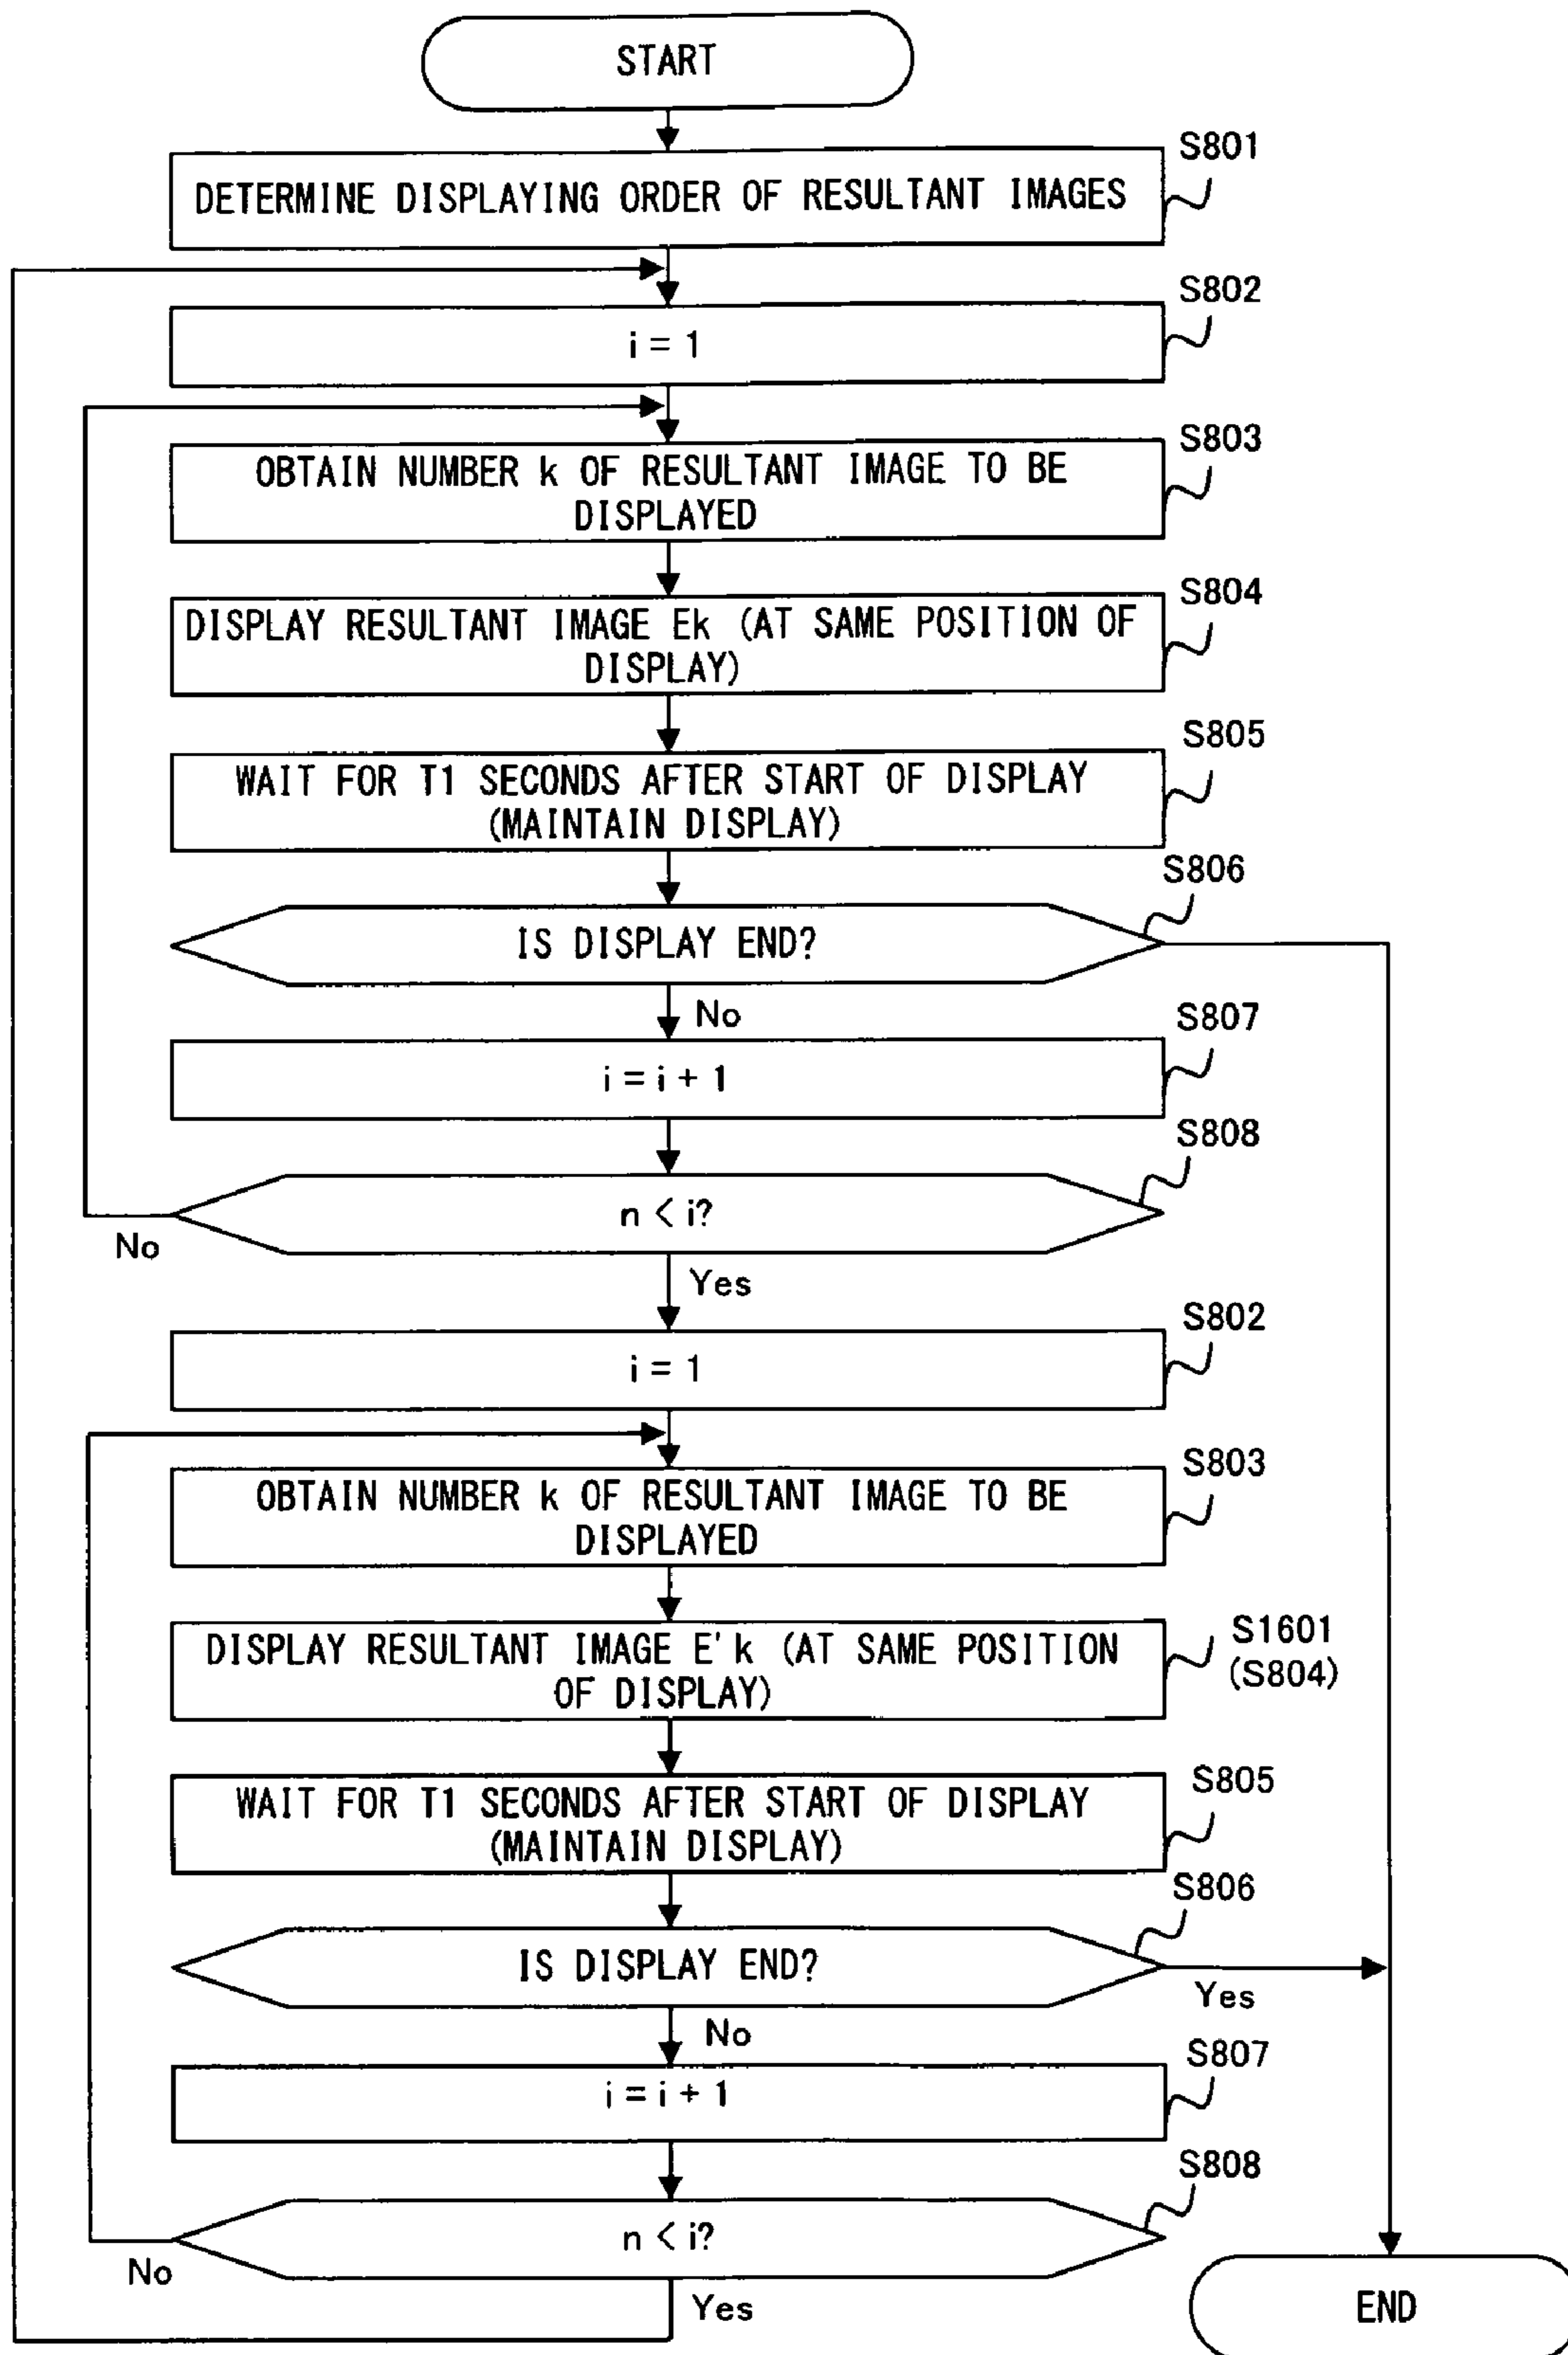 START
S801
DETERMINE DISPLAYING ORDER OF RESULTANT IMAGES
S802
i = 1
S803
OBTAIN NUMBER k OF RESULTANT IMAGE TO BE
DISPLAYED
S804
DISPLAY RESULTANT IMAGE Ek (AT SAME POSITION OF
DISPLAY)
S805
WAIT FOR T1 SECONDS AFTER START OF DISPLAY
(MAINTAIN DISPLAY)
S806
IS DISPLAY END?
No
S807
i = i + 1
S808
n < i?
No
Yes
S802
i = 1
S803
OBTAIN NUMBER k OF RESULTANT IMAGE TO BE
DISPLAYED
S1601
(S804)
DISPLAY RESULTANT IMAGE E'k (AT SAME POSITION
OF DISPLAY)
S805
WAIT FOR T1 SECONDS AFTER START OF DISPLAY
(MAINTAIN DISPLAY)
S806
IS DISPLAY END?
Yes
No
S807
i = i + 1
S808
n < i?
No
Yes
END